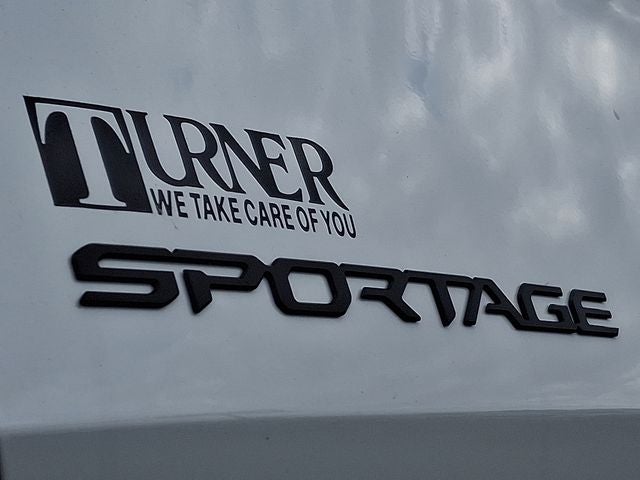 TURNER
WE TAKE CARE OF YOU
SPORTAGE